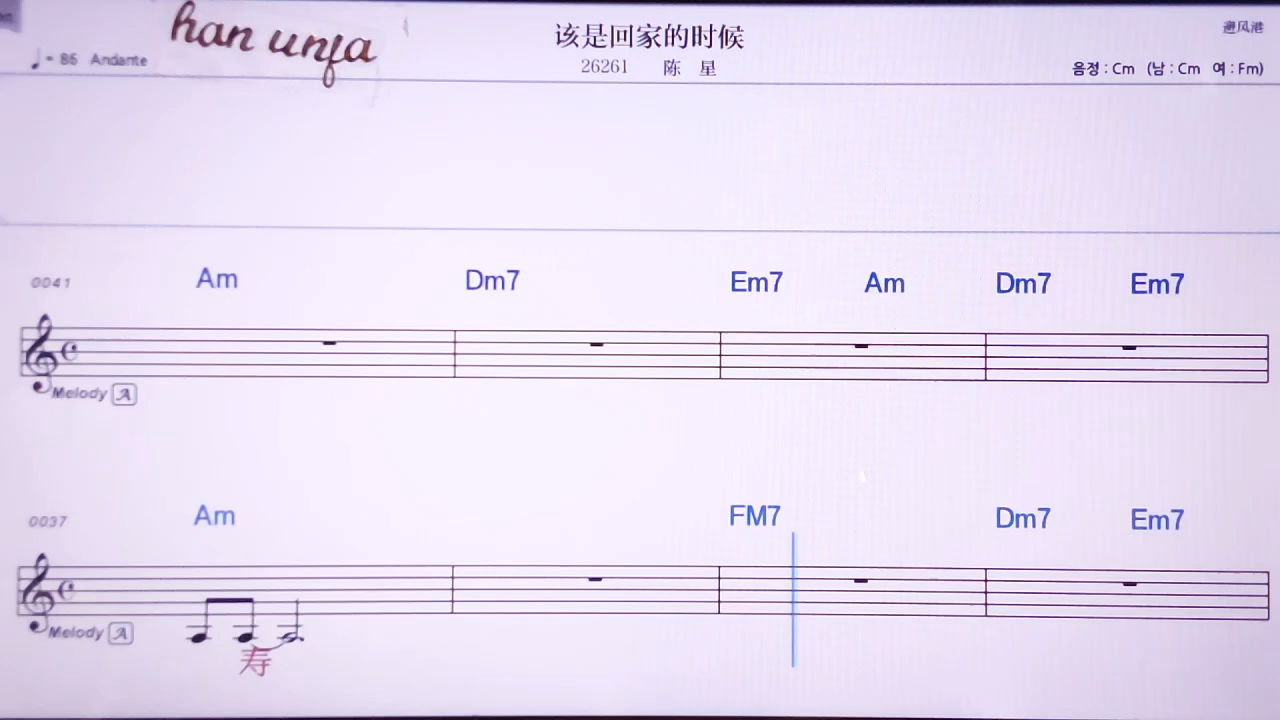 han unfa
该是回家的时候
避风港
♩= 86 Andante
26261 陈 星
음정 : Cm (남 : Cm 여 : Fm)
0041 Am Dm7 Em7 Am Dm7 Em7
Melody A
0037 Am FM7 Dm7 Em7
Melody A
寿